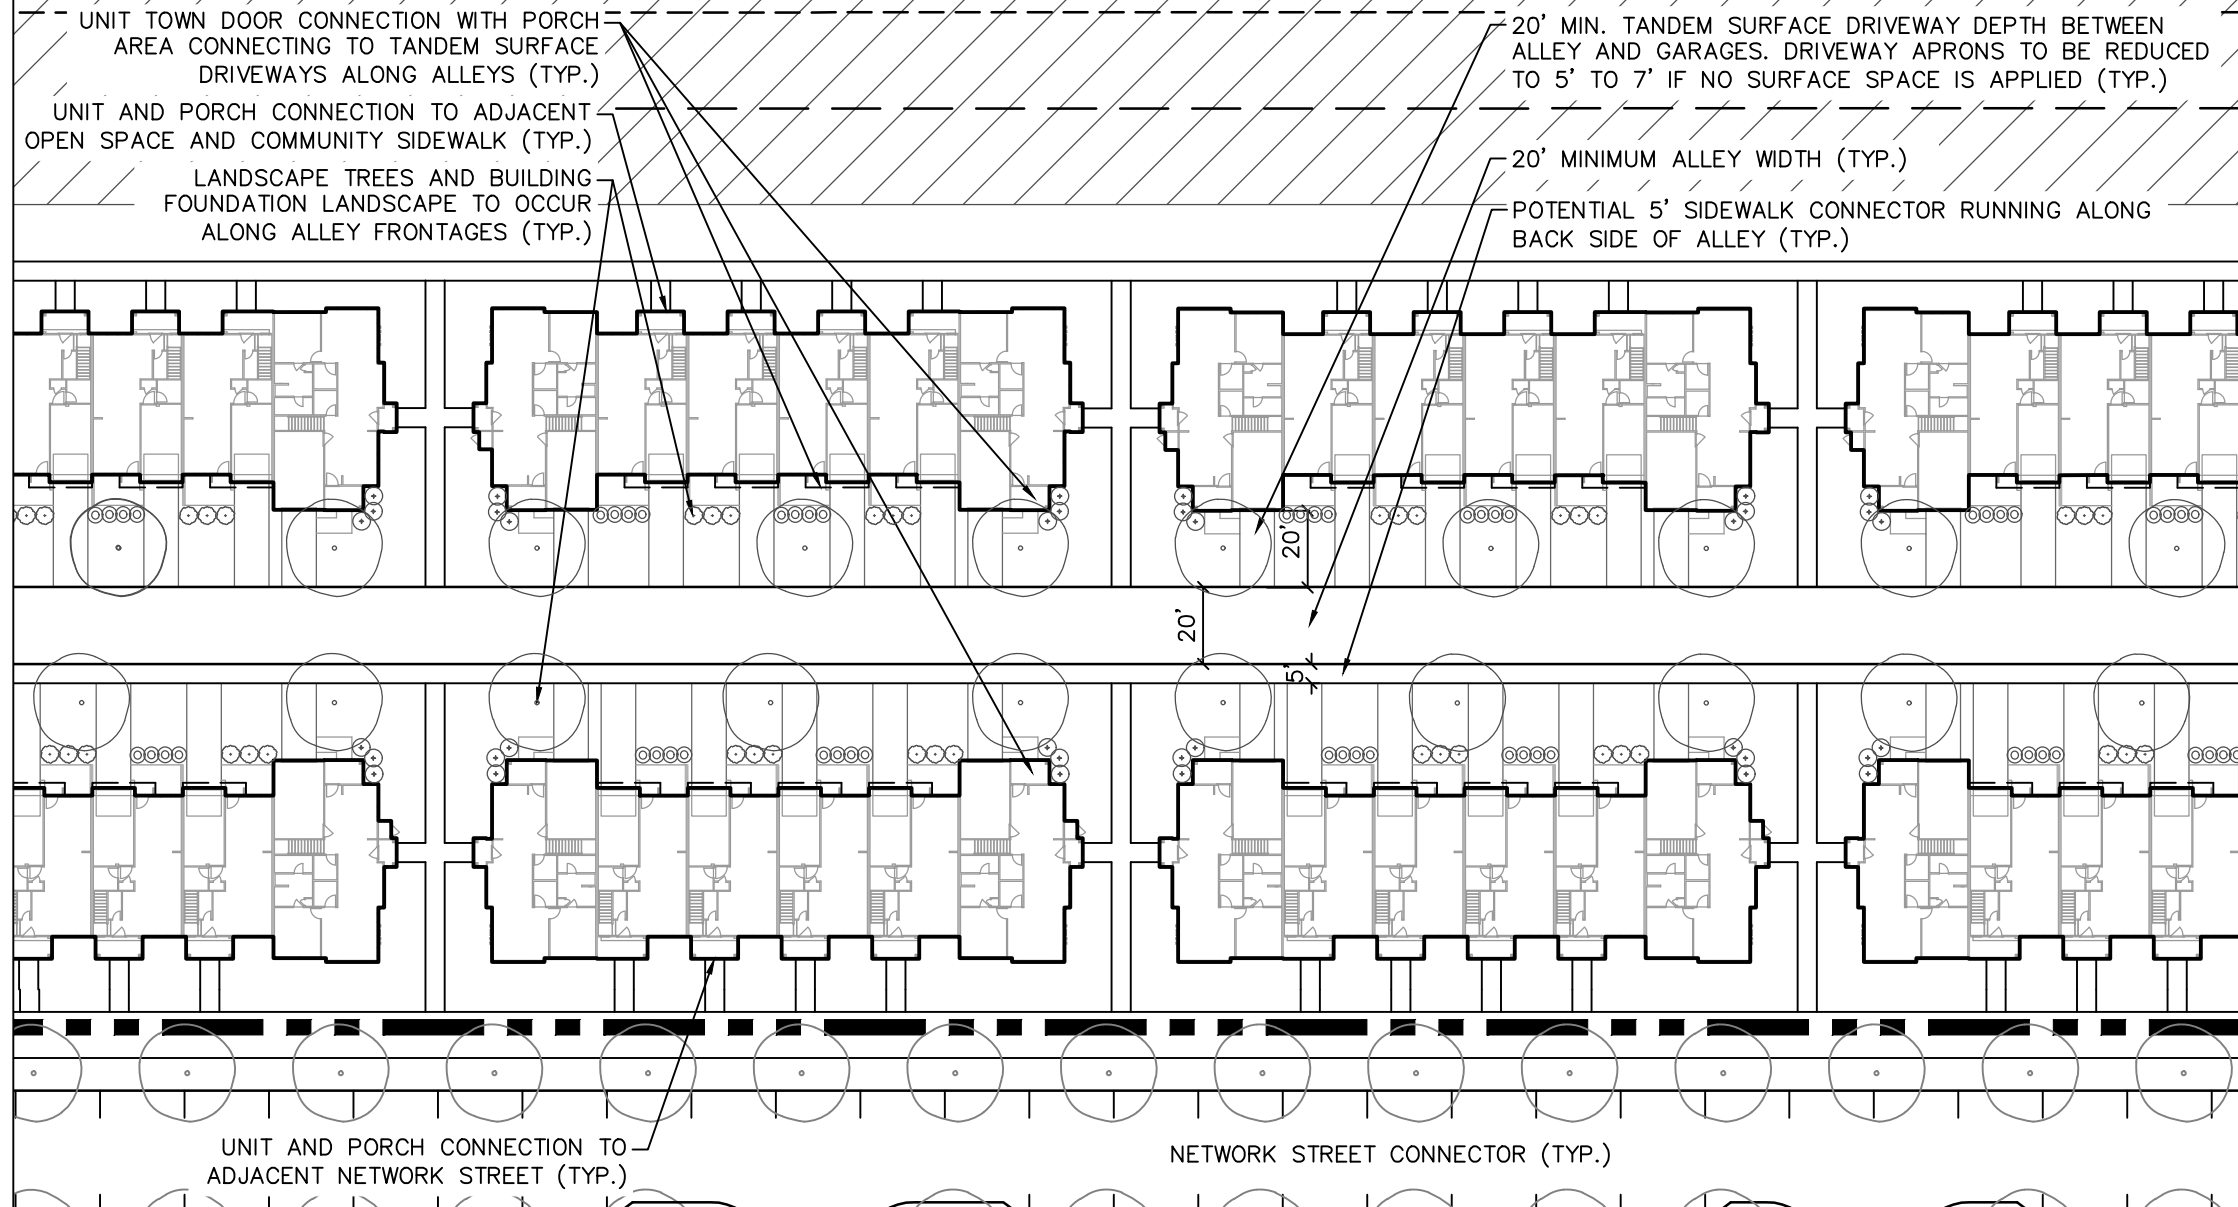 UNIT TOWN DOOR CONNECTION WITH PORCH
AREA CONNECTING TO TANDEM SURFACE
DRIVEWAYS ALONG ALLEYS (TYP.)
UNIT AND PORCH CONNECTION TO ADJACENT
OPEN SPACE AND COMMUNITY SIDEWALK (TYP.)
LANDSCAPE TREES AND BUILDING
FOUNDATION LANDSCAPE TO OCCUR
ALONG ALLEY FRONTAGES (TYP.)
20' MIN. TANDEM SURFACE DRIVEWAY DEPTH BETWEEN
ALLEY AND GARAGES. DRIVEWAY APRONS TO BE REDUCED
TO 5' TO 7' IF NO SURFACE SPACE IS APPLIED (TYP.)
20' MINIMUM ALLEY WIDTH (TYP.)
POTENTIAL 5' SIDEWALK CONNECTOR RUNNING ALONG
BACK SIDE OF ALLEY (TYP.)
20'
20'
5'
UNIT AND PORCH CONNECTION TO
ADJACENT NETWORK STREET (TYP.)
NETWORK STREET CONNECTOR (TYP.)